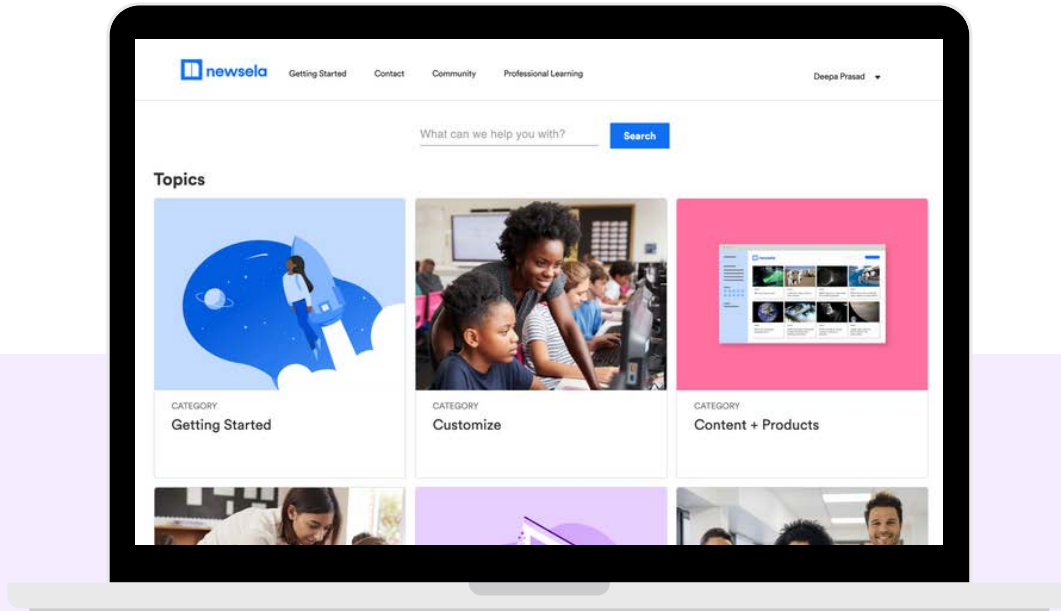 newsela
Getting Started
Contact
Community
Professional Learning
Deepa Prasad
What can we help you with?
Search
Topics
CATEGORY
Getting Started
CATEGORY
Customize
newsela
CATEGORY
Content + Products